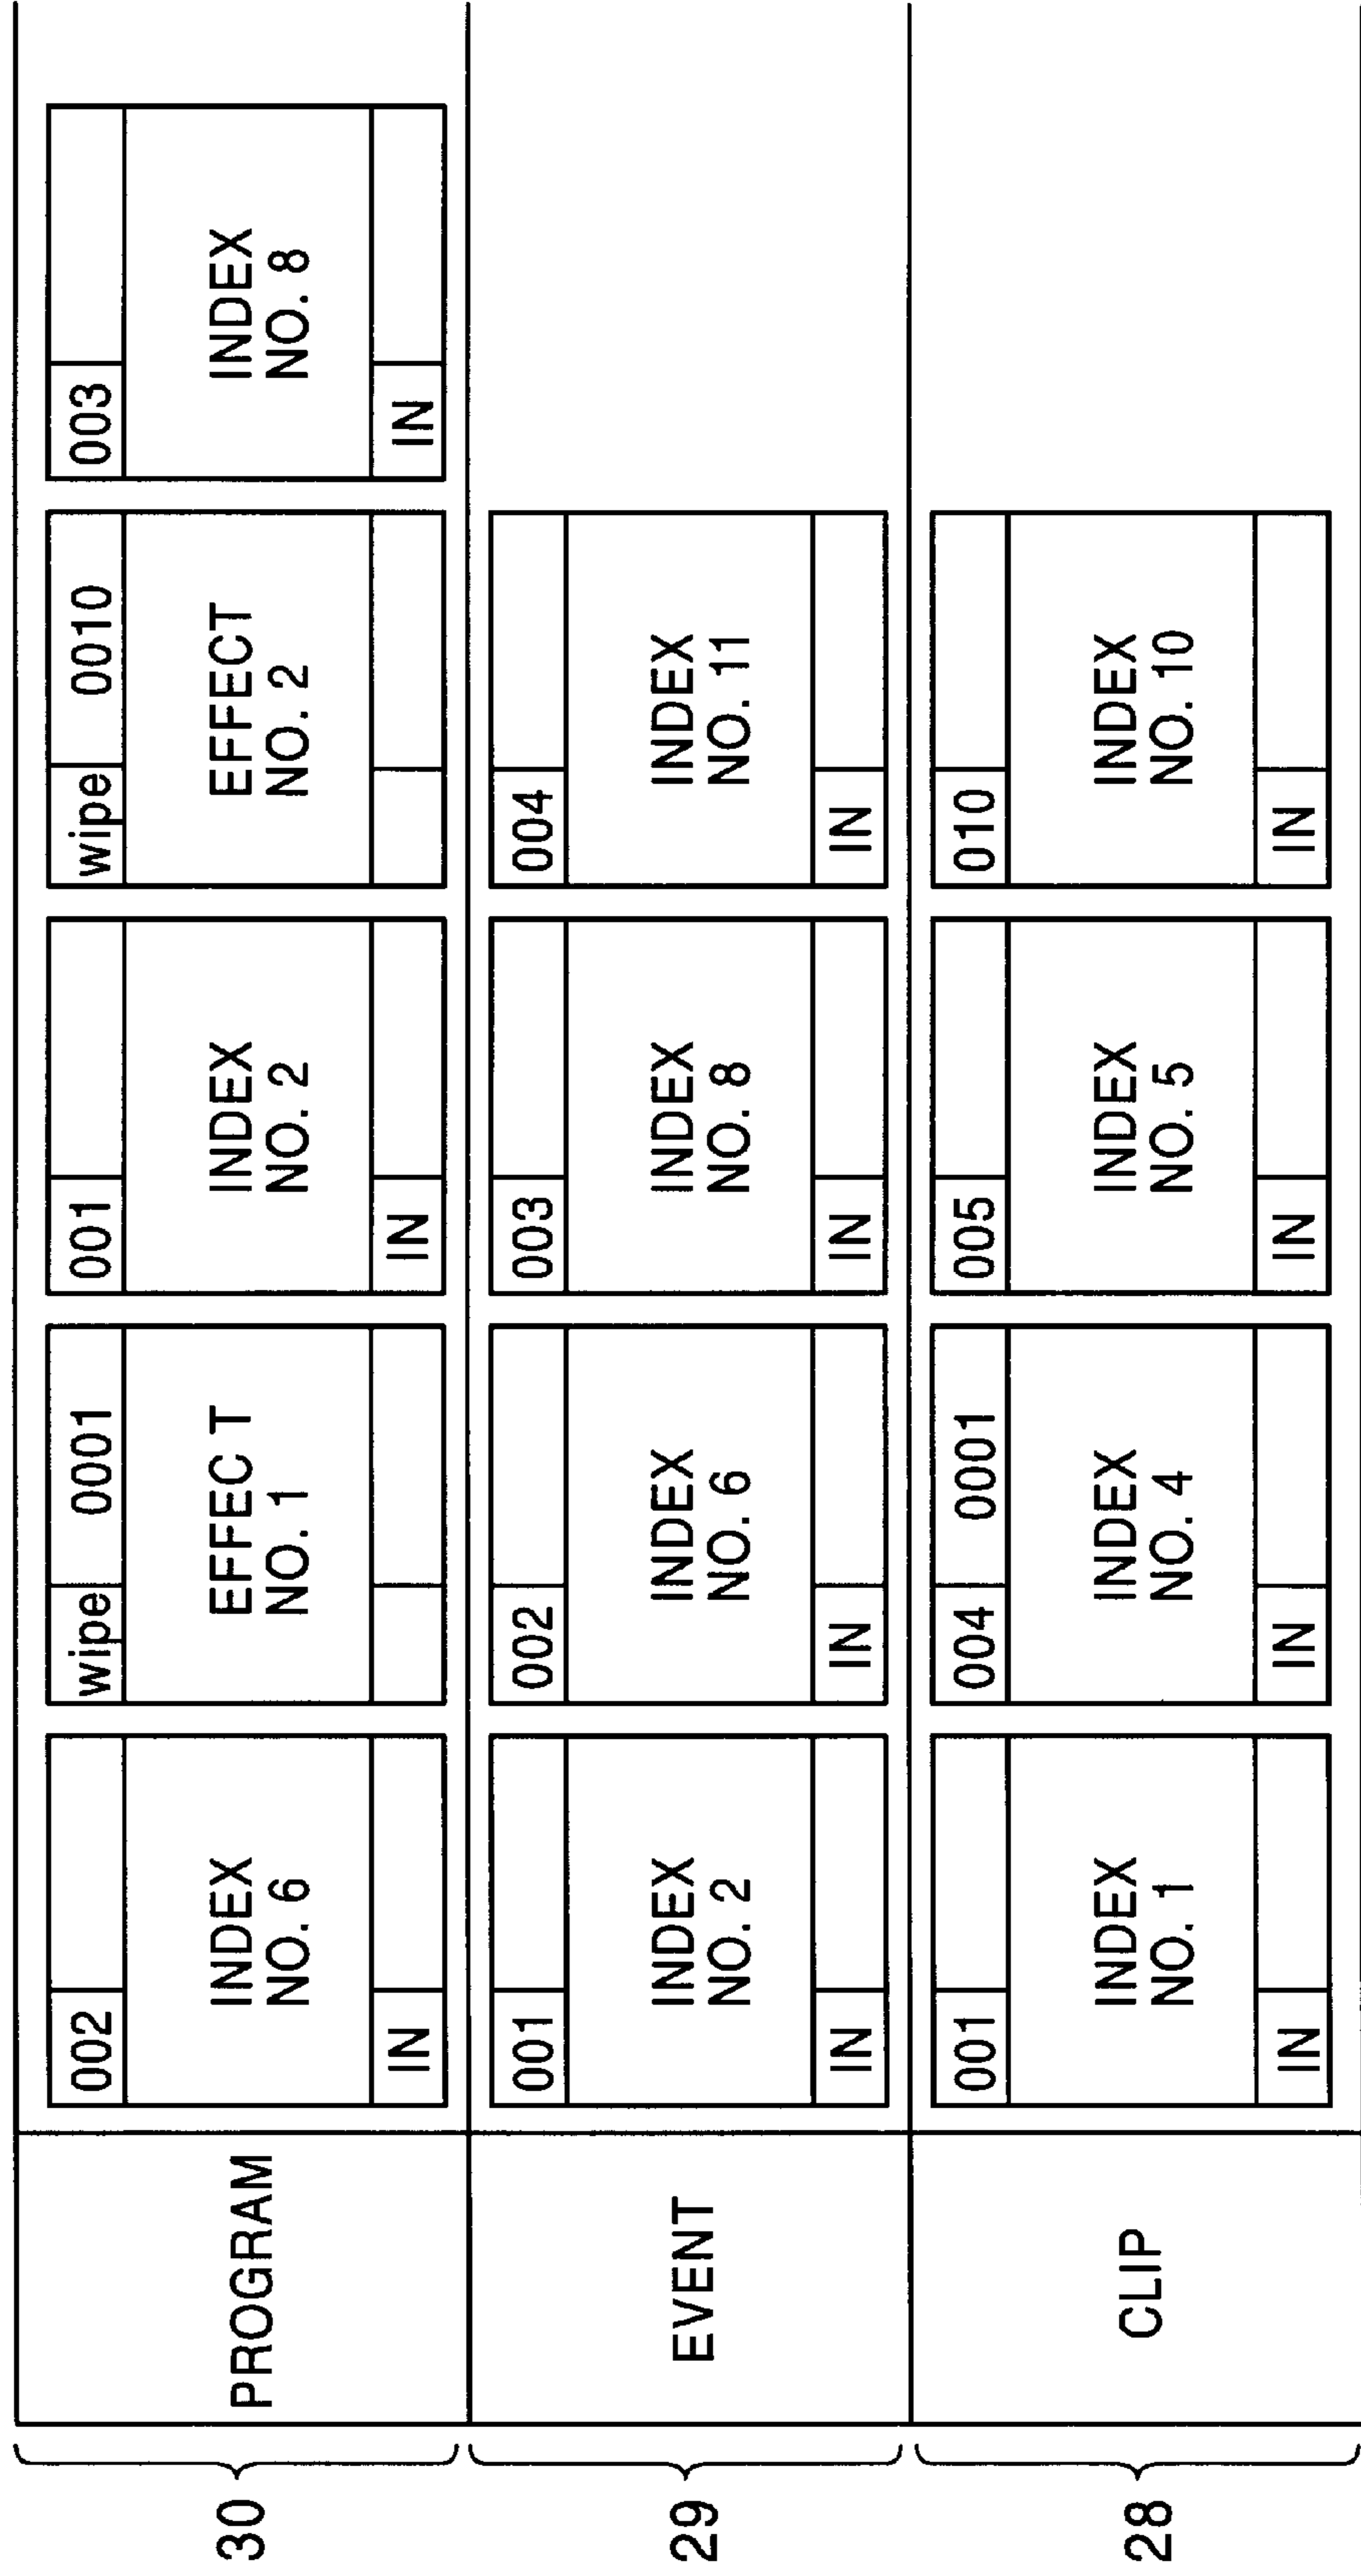 30
PROGRAM
002
INDEX
NO. 6
IN
wipe 0001
EFFEC T
NO. 1
001
INDEX
NO. 2
IN
wipe 0010
EFFECT
NO. 2
003
INDEX
NO. 8
IN
29
EVENT
001
INDEX
NO. 2
IN
002
INDEX
NO. 6
IN
003
INDEX
NO. 8
IN
004
INDEX
NO. 11
IN
28
CLIP
001
INDEX
NO. 1
IN
004 0001
INDEX
NO. 4
IN
005
INDEX
NO. 5
IN
010
INDEX
NO. 10
IN